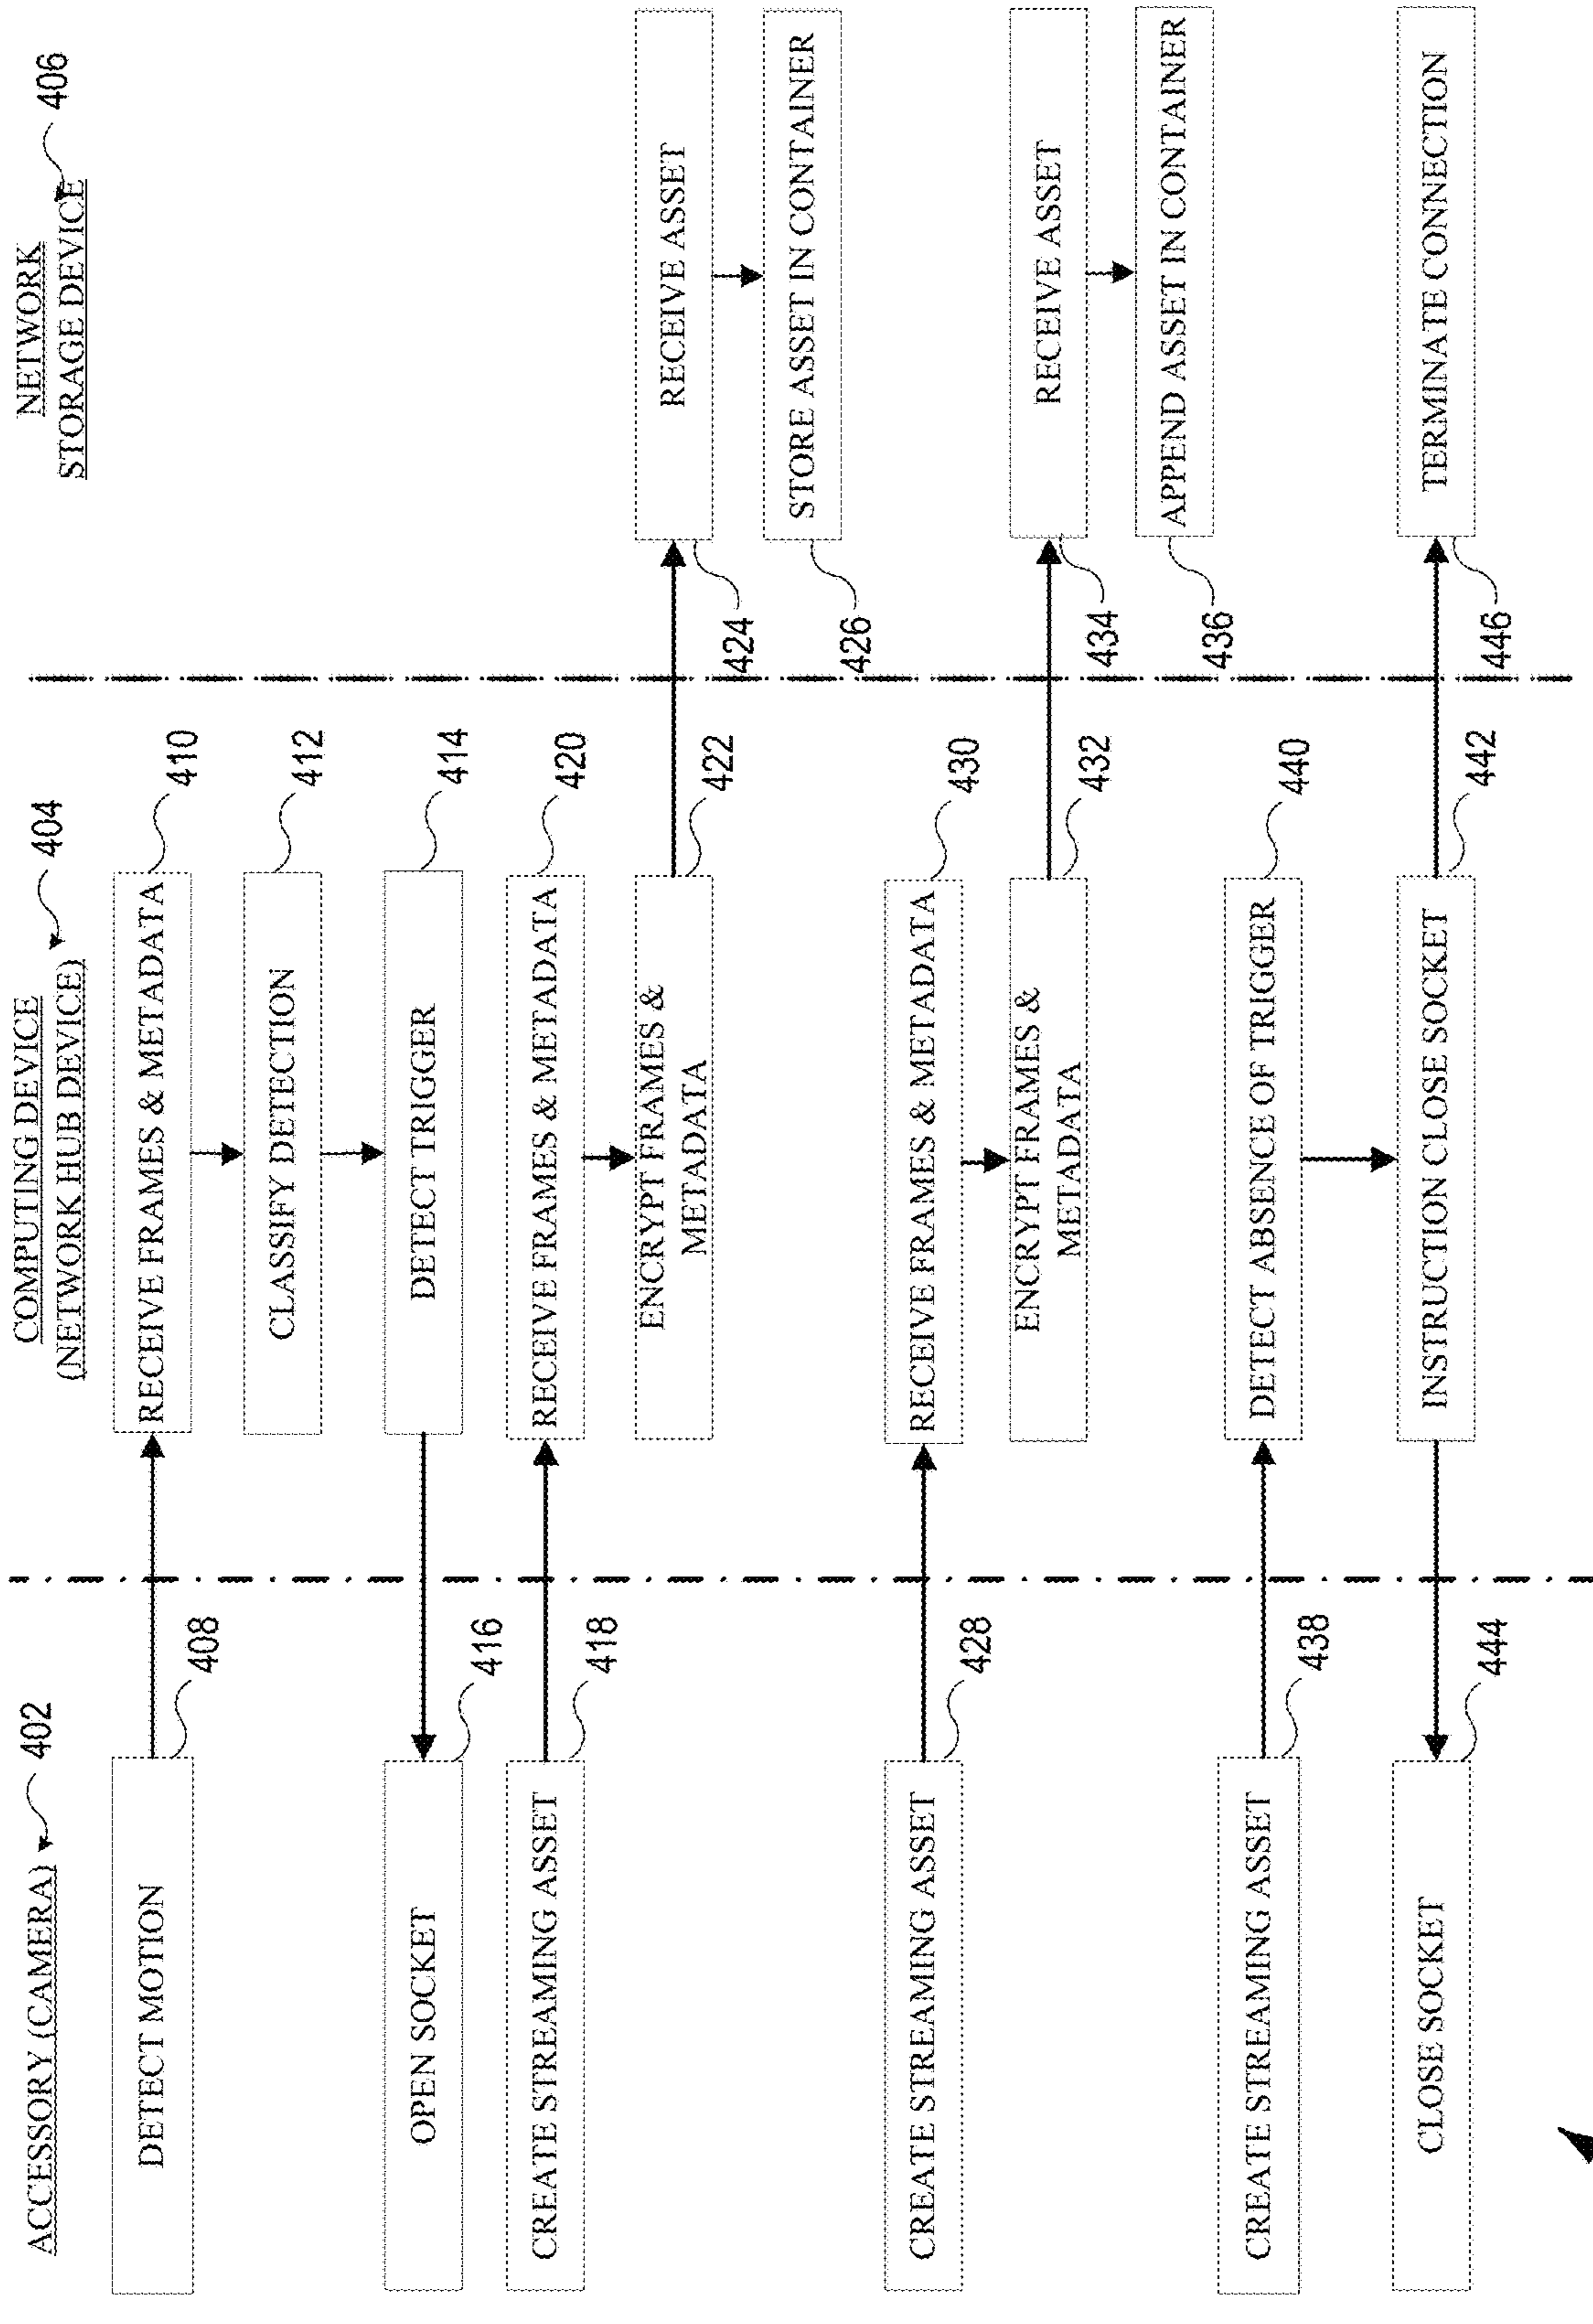 ACCESSORY (CAMERA)
402
COMPUTING DEVICE
(NETWORK HUB DEVICE)
404
NETWORK
STORAGE DEVICE
406
DETECT MOTION
408
RECEIVE FRAMES & METADATA
410
CLASSIFY DETECTION
412
DETECT TRIGGER
414
OPEN SOCKET
416
CREATE STREAMING ASSET
418
RECEIVE FRAMES & METADATA
420
ENCRYPT FRAMES &
METADATA
422
RECEIVE ASSET
424
STORE ASSET IN CONTAINER
426
CREATE STREAMING ASSET
428
RECEIVE FRAMES & METADATA
430
ENCRYPT FRAMES &
METADATA
432
RECEIVE ASSET
434
APPEND ASSET IN CONTAINER
436
CREATE STREAMING ASSET
438
DETECT ABSENCE OF TRIGGER
440
INSTRUCTION CLOSE SOCKET
442
CLOSE SOCKET
444
TERMINATE CONNECTION
446